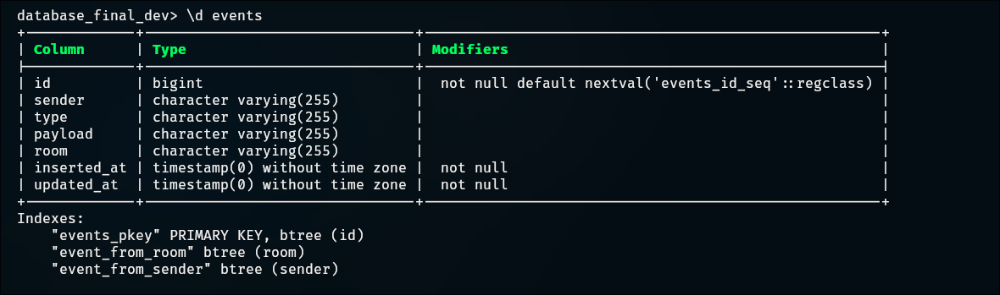 database_final_dev> \d events
+-------------+--------------------------------+------------------------------------------------------+
| Column      | Type                           | Modifiers                                            |
|-------------+--------------------------------+------------------------------------------------------|
| id          | bigint                         |  not null default nextval('events_id_seq'::regclass) |
| sender      | character varying(255)         |                                                      |
| type        | character varying(255)         |                                                      |
| payload     | character varying(255)         |                                                      |
| room        | character varying(255)         |                                                      |
| inserted_at | timestamp(0) without time zone |  not null                                            |
| updated_at  | timestamp(0) without time zone |  not null                                            |
+-------------+--------------------------------+------------------------------------------------------+
Indexes:
    "events_pkey" PRIMARY KEY, btree (id)
    "event_from_room" btree (room)
    "event_from_sender" btree (sender)